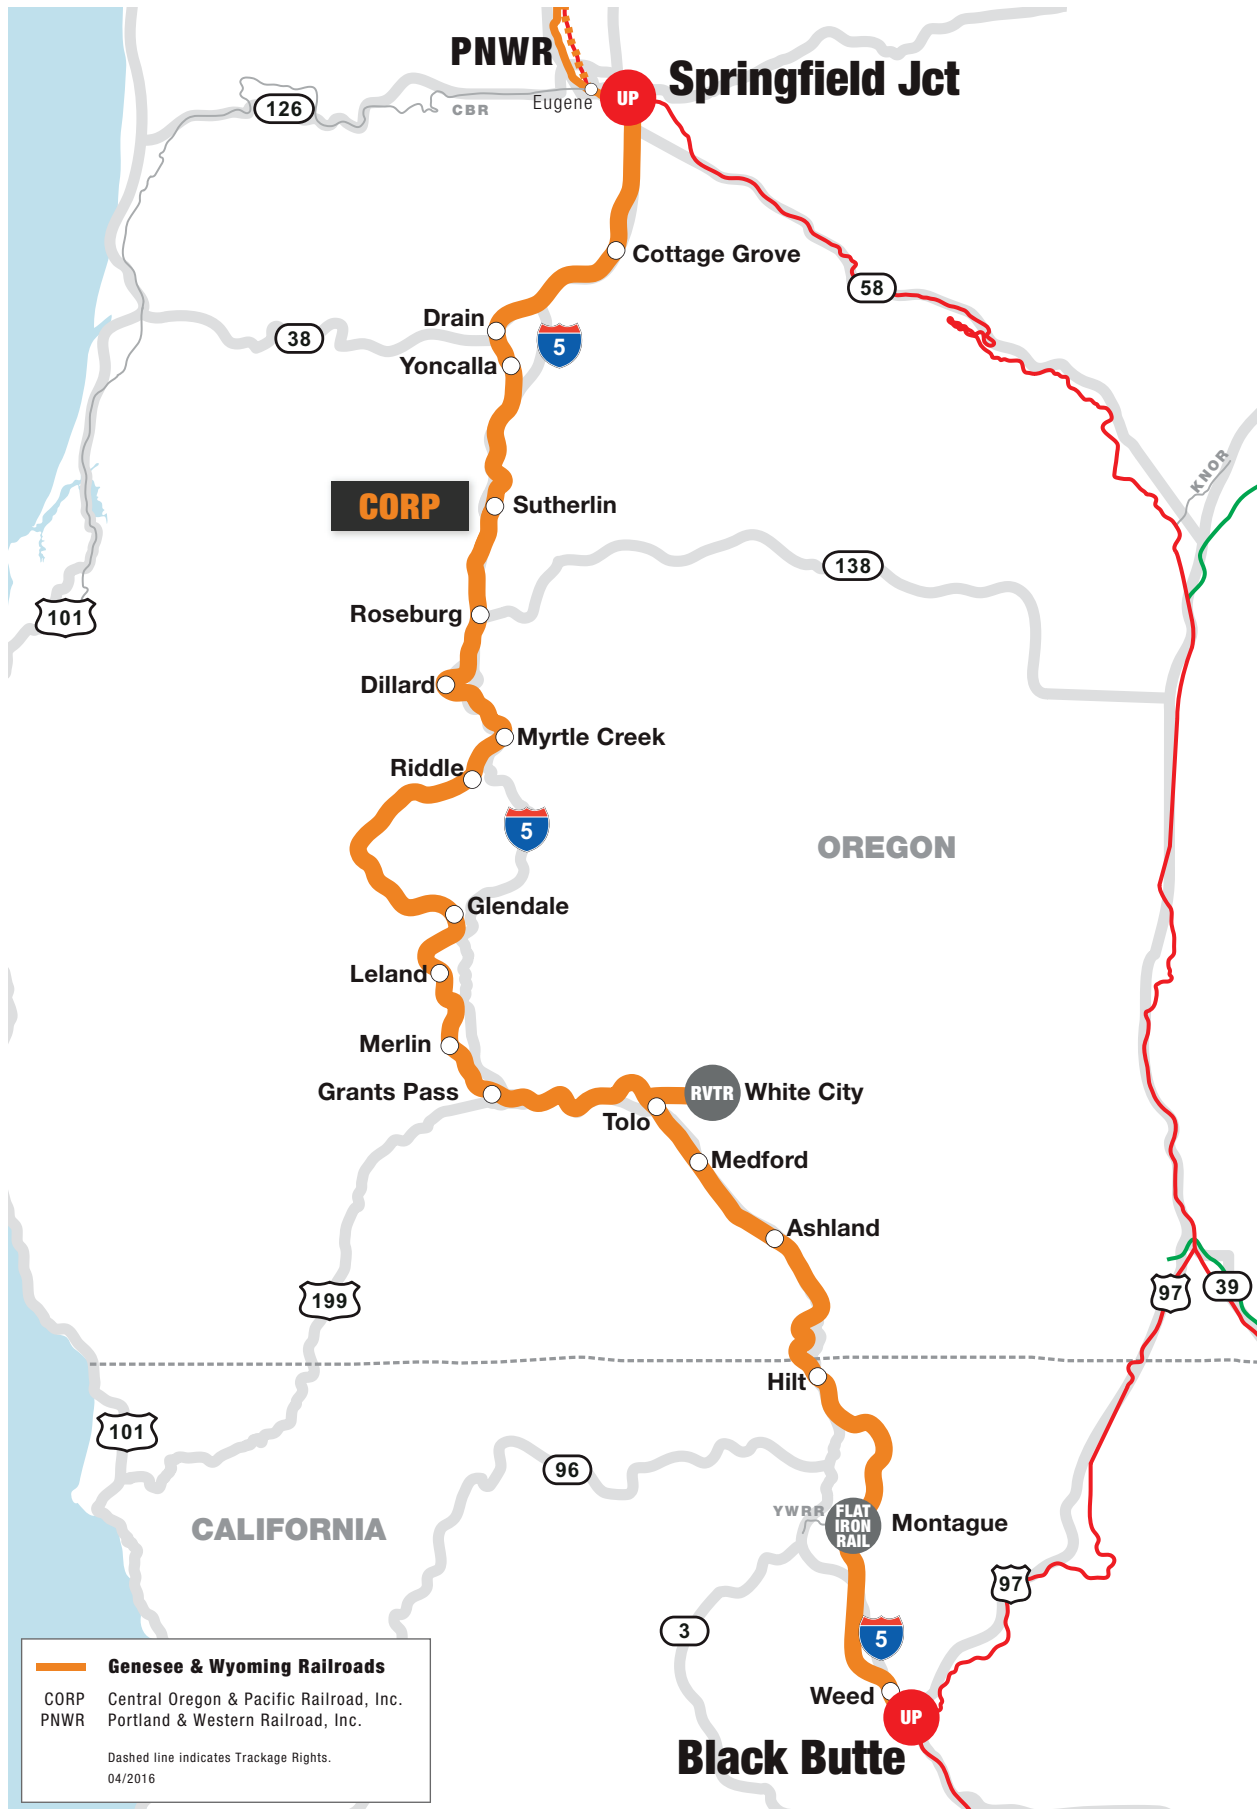 PNWR
Springfield Jct
UP
Eugene
126
CBR
Cottage Grove
58
Drain
38
5
Yoncalla
KNOR
CORP
Sutherlin
138
Roseburg
101
Dillard
Myrtle Creek
Riddle
5
OREGON
Glendale
Leland
Merlin
Grants Pass
RVTR
White City
Tolo
Medford
Ashland
97
39
199
Hilt
101
96
YWRR
FLAT
IRON
RAIL
Montague
CALIFORNIA
97
3
5
Weed
UP
Black Butte
Genesee & Wyoming Railroads
CORP Central Oregon & Pacific Railroad, Inc.
PNWR Portland & Western Railroad, Inc.
Dashed line indicates Trackage Rights.
04/2016